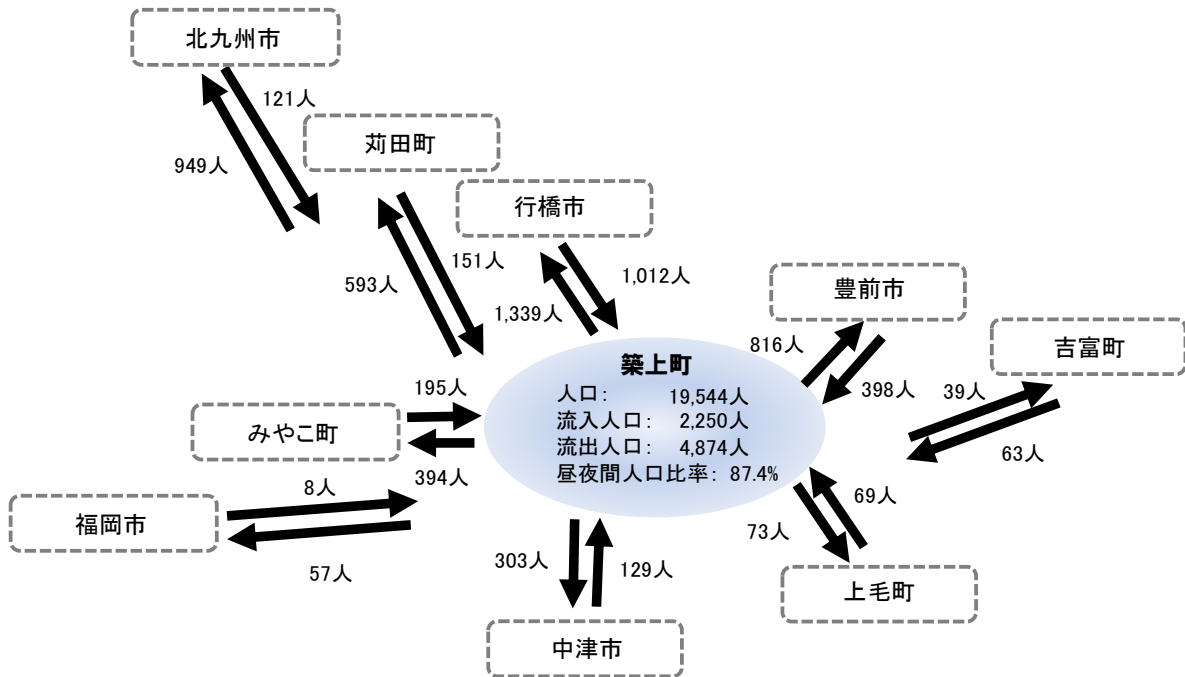 北九州市
121人
949人
苅田町
593人
151人
行橋市
1,339人
1,012人
豊前市
816人
398人
吉富町
39人
63人
築上町
人口: 19,544人
流入人口: 2,250人
流出人口: 4,874人
昼夜間人口比率: 87.4%
195人
みやこ町
394人
8人
福岡市
57人
303人
129人
中津市
69人
73人
上毛町